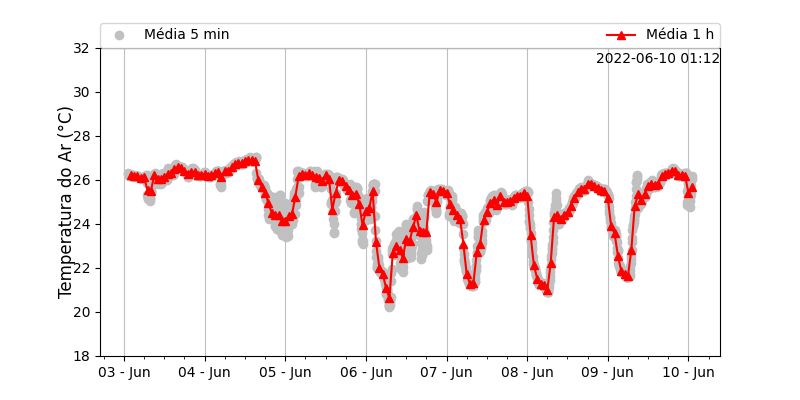 Média 5 min
Média 1 h
2022-06-10 01:12
Temperatura do Ar (°C)
32
30
28
26
24
22
20
18
03 - Jun
04 - Jun
05 - Jun
06 - Jun
07 - Jun
08 - Jun
09 - Jun
10 - Jun